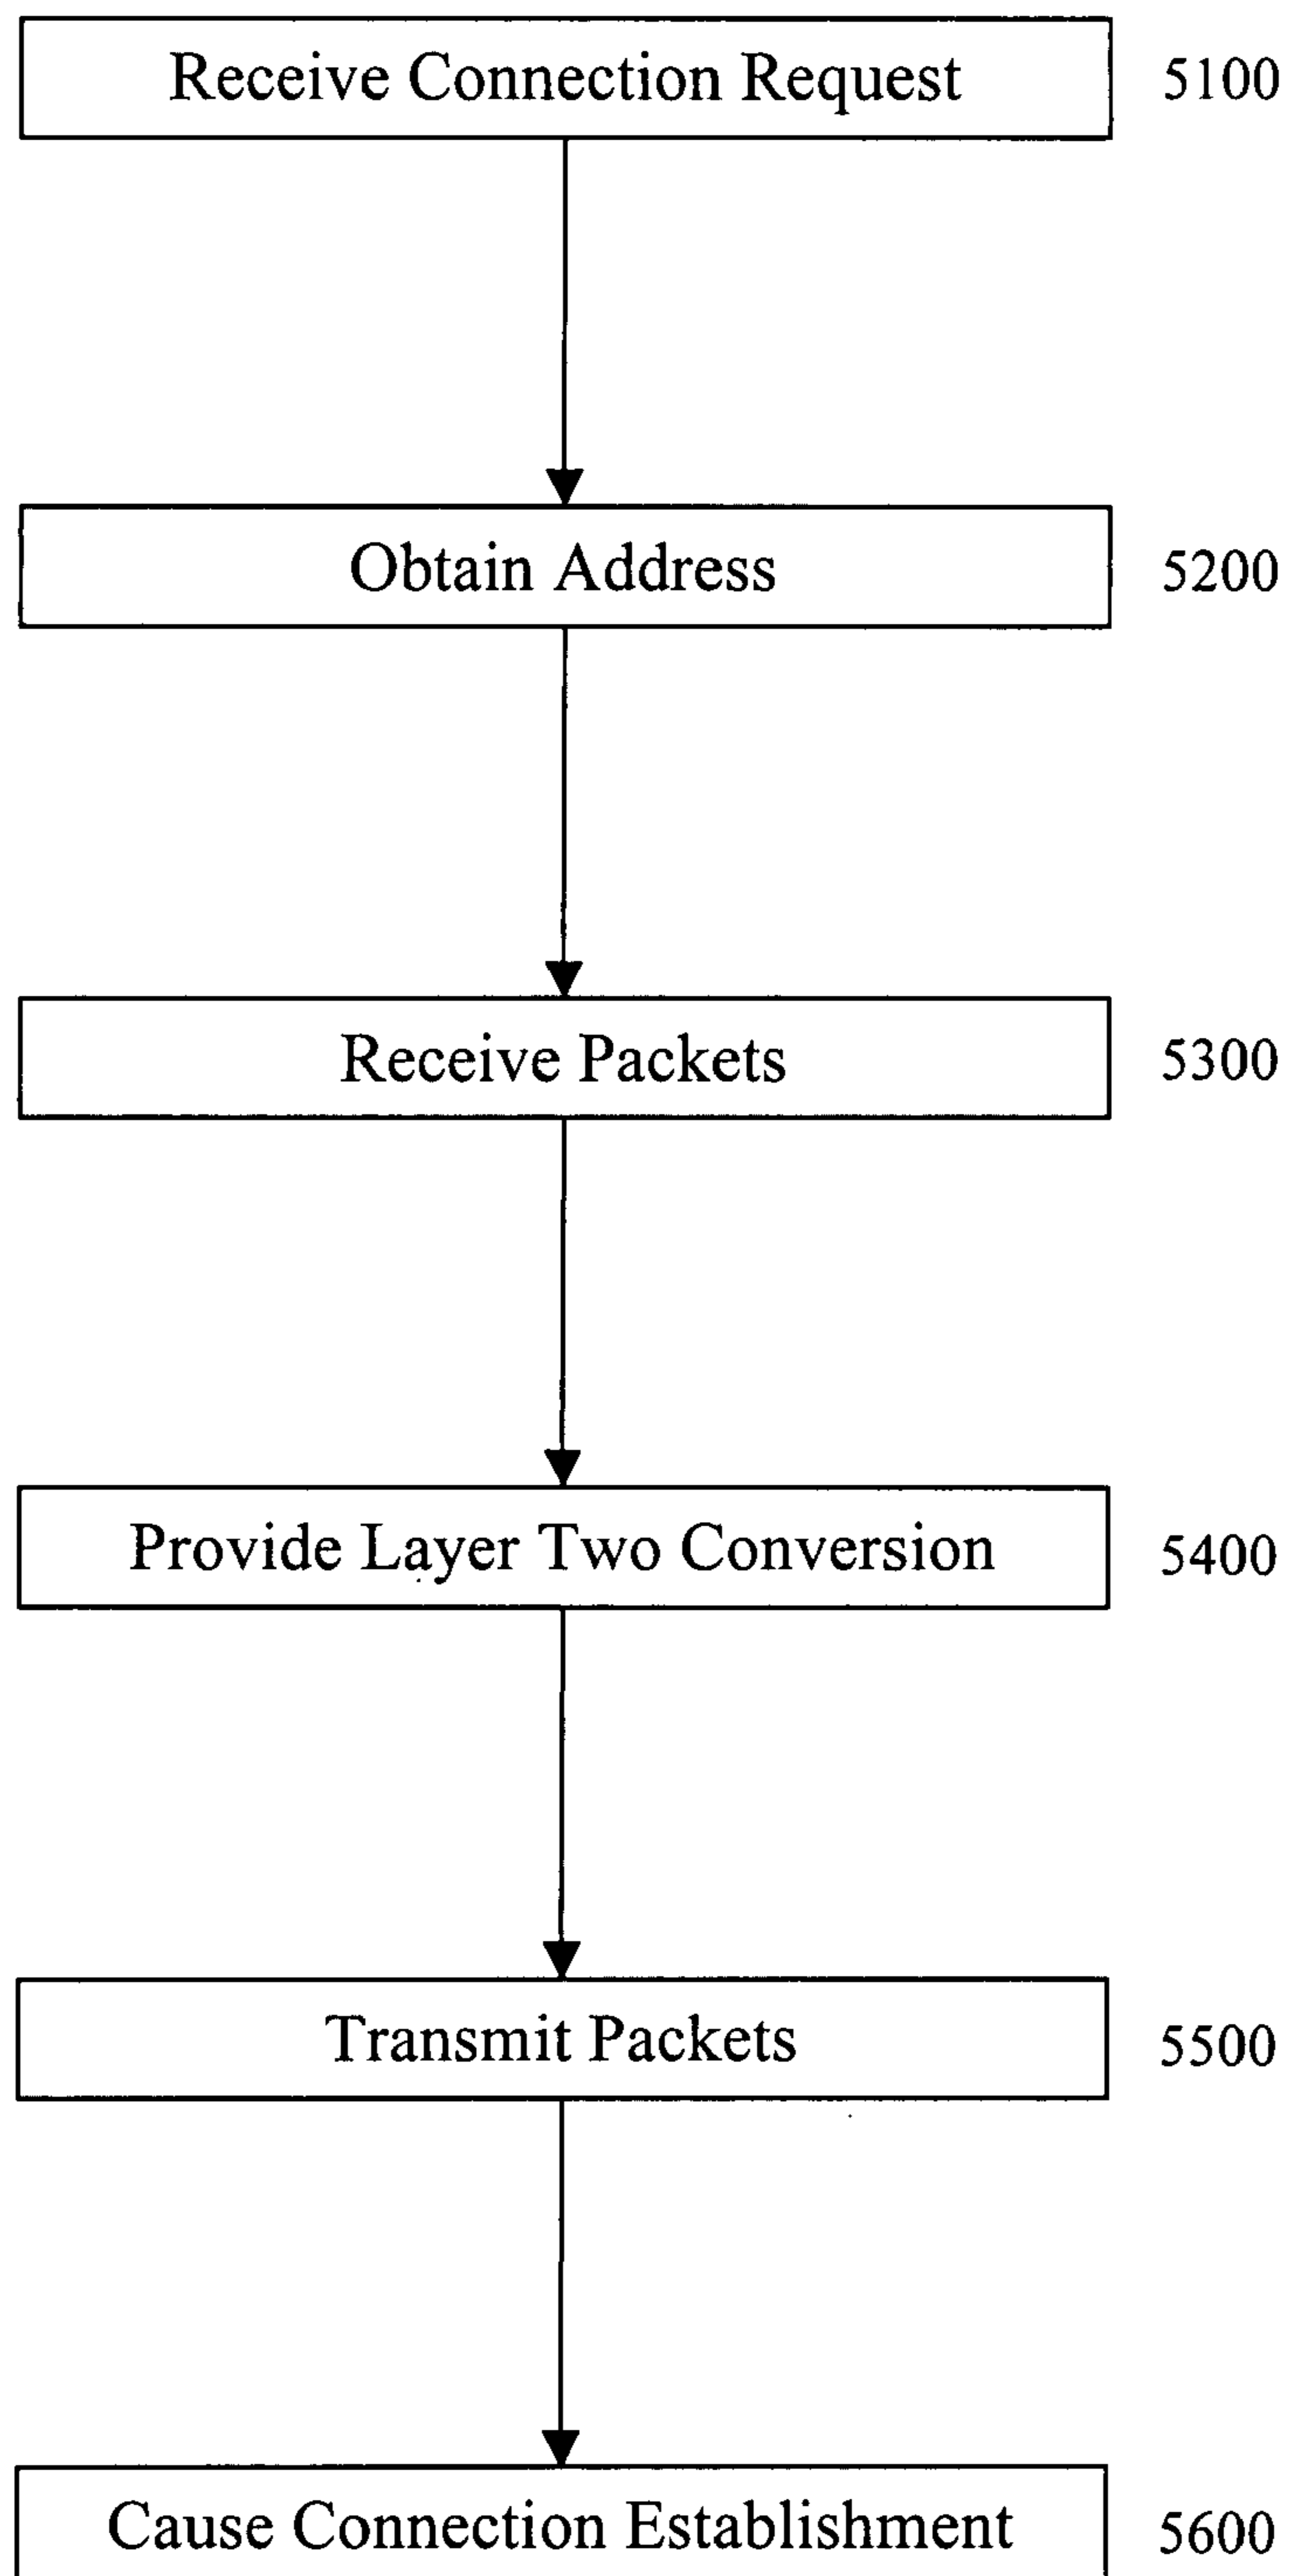 Receive Connection Request 5100
Obtain Address 5200
Receive Packets 5300
Provide Layer Two Conversion 5400
Transmit Packets 5500
Cause Connection Establishment 5600